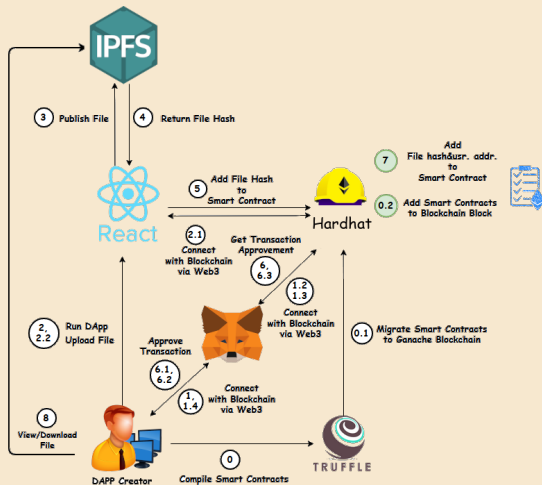 IPFS
3 Publish File
4 Return File Hash
7
Add
File hash&usr. addr.
to
Smart Contract
5
Add File Hash
to
Smart Contract
0.2
Add Smart Contracts
to Blockchain Block
React
Hardhat
2.1
Connect
with Blockchain
via Web3
Get Transaction
Approvement
6,
6.3
1.2
1.3
Connect
with Blockchain
via Web3
2,
2.2
Run DApp
Upload File
0.1
Migrate Smart Contracts
to Ganache Blockchain
Approve
Transaction
6.1,
6.2
1,
1.4
Connect
with Blockchain
via Web3
8
View/Download
File
0
TRUFFLE
DAPP Creator
Compile Smart Contracts